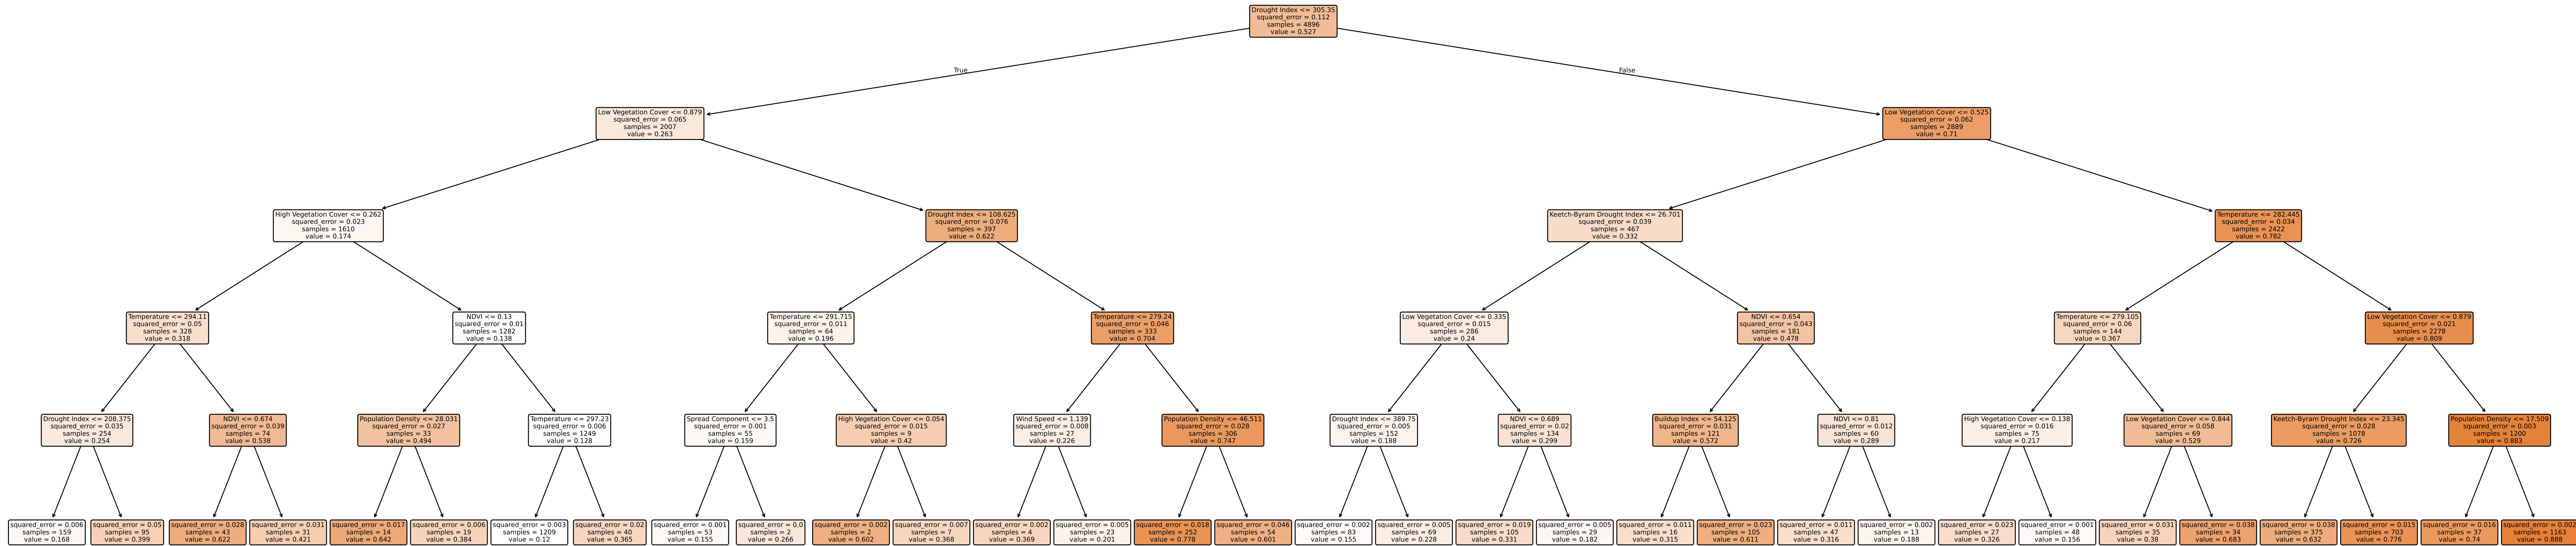 Drought Index <= 305.35
squared_error = 0.112
samples = 4896
value = 0.527
True
False
Low Vegetation Cover <= 0.879
squared_error = 0.065
samples = 2007
value = 0.263
Low Vegetation Cover <= 0.525
squared_error = 0.062
samples = 2889
value = 0.71
High Vegetation Cover <= 0.262
squared_error = 0.023
samples = 1610
value = 0.174
Drought Index <= 108.625
squared_error = 0.076
samples = 397
value = 0.622
Keetch-Byram Drought Index <= 26.701
squared_error = 0.039
samples = 467
value = 0.332
Temperature <= 282.445
squared_error = 0.034
samples = 2422
value = 0.782
Temperature <= 294.11
squared_error = 0.05
samples = 328
value = 0.318
NDVI <= 0.13
squared_error = 0.01
samples = 1282
value = 0.138
Temperature <= 291.715
squared_error = 0.011
samples = 64
value = 0.196
Temperature <= 279.24
squared_error = 0.046
samples = 333
value = 0.704
Low Vegetation Cover <= 0.335
squared_error = 0.015
samples = 286
value = 0.24
NDVI <= 0.654
squared_error = 0.043
samples = 181
value = 0.478
Temperature <= 279.105
squared_error = 0.06
samples = 144
value = 0.367
Low Vegetation Cover <= 0.879
squared_error = 0.021
samples = 2278
value = 0.809
Drought Index <= 208.375
squared_error = 0.035
samples = 254
value = 0.254
NDVI <= 0.674
squared_error = 0.039
samples = 74
value = 0.538
Population Density <= 28.031
squared_error = 0.027
samples = 33
value = 0.494
Temperature <= 297.23
squared_error = 0.006
samples = 1249
value = 0.128
Spread Component <= 3.5
squared_error = 0.001
samples = 55
value = 0.159
High Vegetation Cover <= 0.054
squared_error = 0.015
samples = 9
value = 0.42
Wind Speed <= 1.139
squared_error = 0.008
samples = 27
value = 0.226
Population Density <= 46.511
squared_error = 0.028
samples = 306
value = 0.747
Drought Index <= 389.75
squared_error = 0.005
samples = 152
value = 0.188
NDVI <= 0.689
squared_error = 0.02
samples = 134
value = 0.299
Buildup Index <= 54.125
squared_error = 0.031
samples = 121
value = 0.572
NDVI <= 0.81
squared_error = 0.012
samples = 60
value = 0.289
High Vegetation Cover <= 0.138
squared_error = 0.016
samples = 75
value = 0.217
Low Vegetation Cover <= 0.844
squared_error = 0.058
samples = 69
value = 0.529
Keetch-Byram Drought Index <= 23.345
squared_error = 0.028
samples = 1078
value = 0.726
Population Density <= 17.509
squared_error = 0.003
samples = 1200
value = 0.883
squared_error = 0.006
samples = 159
value = 0.168
squared_error = 0.05
samples = 95
value = 0.399
squared_error = 0.028
samples = 43
value = 0.622
squared_error = 0.031
samples = 31
value = 0.421
squared_error = 0.017
samples = 14
value = 0.642
squared_error = 0.006
samples = 19
value = 0.384
squared_error = 0.003
samples = 1209
value = 0.12
squared_error = 0.02
samples = 40
value = 0.365
squared_error = 0.001
samples = 53
value = 0.155
squared_error = 0.0
samples = 2
value = 0.266
squared_error = 0.002
samples = 2
value = 0.602
squared_error = 0.007
samples = 7
value = 0.368
squared_error = 0.002
samples = 4
value = 0.369
squared_error = 0.005
samples = 23
value = 0.201
squared_error = 0.018
samples = 252
value = 0.778
squared_error = 0.046
samples = 54
value = 0.601
squared_error = 0.002
samples = 83
value = 0.155
squared_error = 0.005
samples = 69
value = 0.228
squared_error = 0.019
samples = 105
value = 0.331
squared_error = 0.005
samples = 29
value = 0.182
squared_error = 0.011
samples = 16
value = 0.315
squared_error = 0.023
samples = 105
value = 0.611
squared_error = 0.011
samples = 47
value = 0.316
squared_error = 0.002
samples = 13
value = 0.188
squared_error = 0.023
samples = 27
value = 0.326
squared_error = 0.001
samples = 48
value = 0.156
squared_error = 0.031
samples = 35
value = 0.38
squared_error = 0.038
samples = 34
value = 0.683
squared_error = 0.038
samples = 375
value = 0.632
squared_error = 0.015
samples = 703
value = 0.776
squared_error = 0.016
samples = 37
value = 0.74
squared_error = 0.002
samples = 1163
value = 0.888